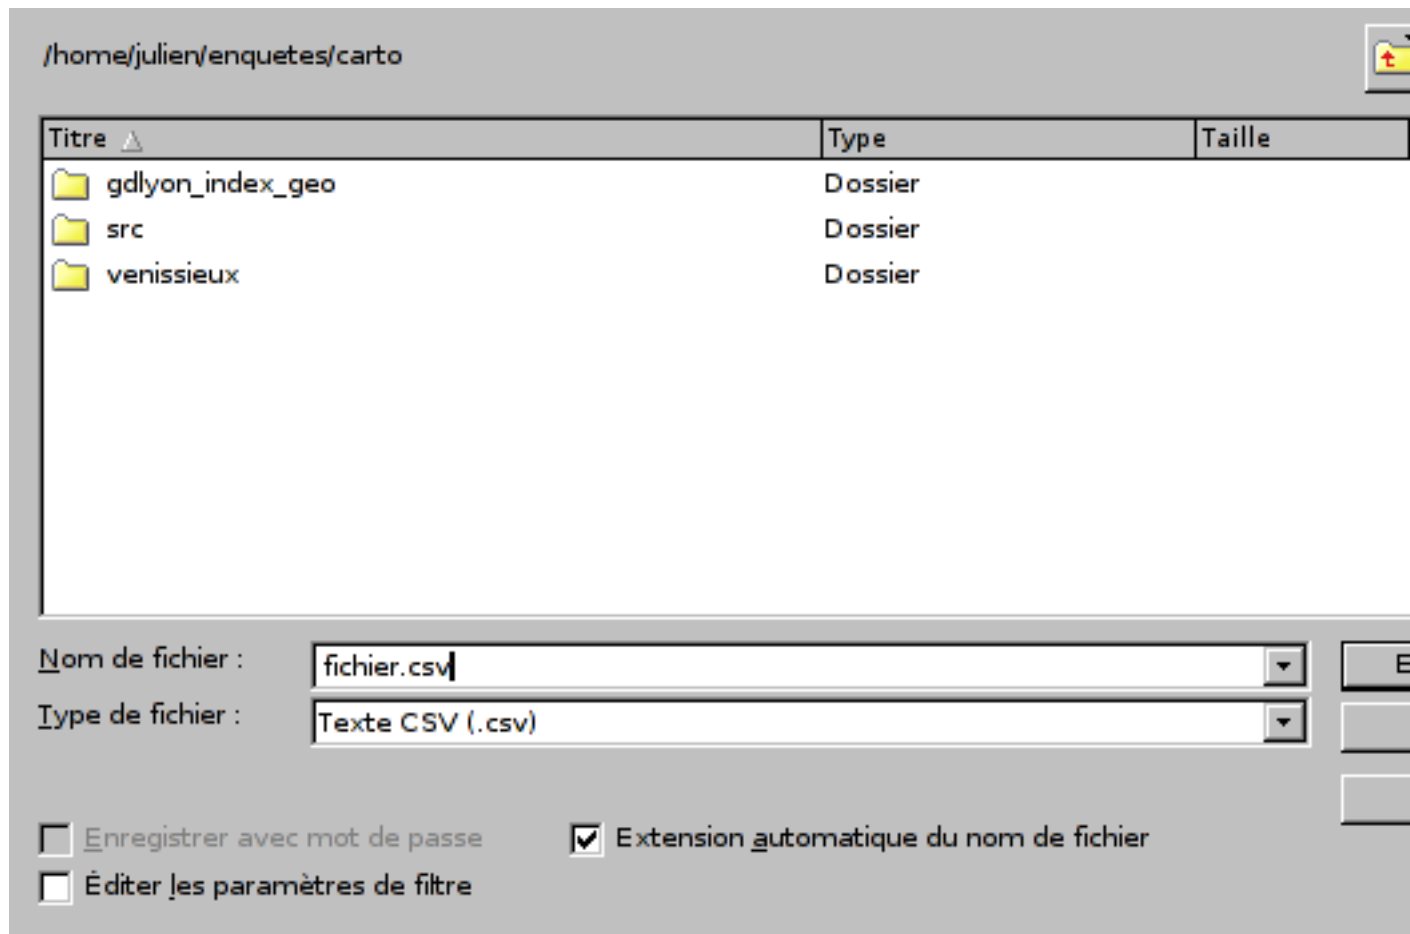 /home/julien/enquetes/carto
Titre Type Taille
gdlyon_index_geo Dossier
src Dossier
venissieux Dossier
Nom de fichier : fichier.csv
Type de fichier : Texte CSV (.csv)
Enregistrer avec mot de passe Extension automatique du nom de fichier
Éditer les paramètres de filtre